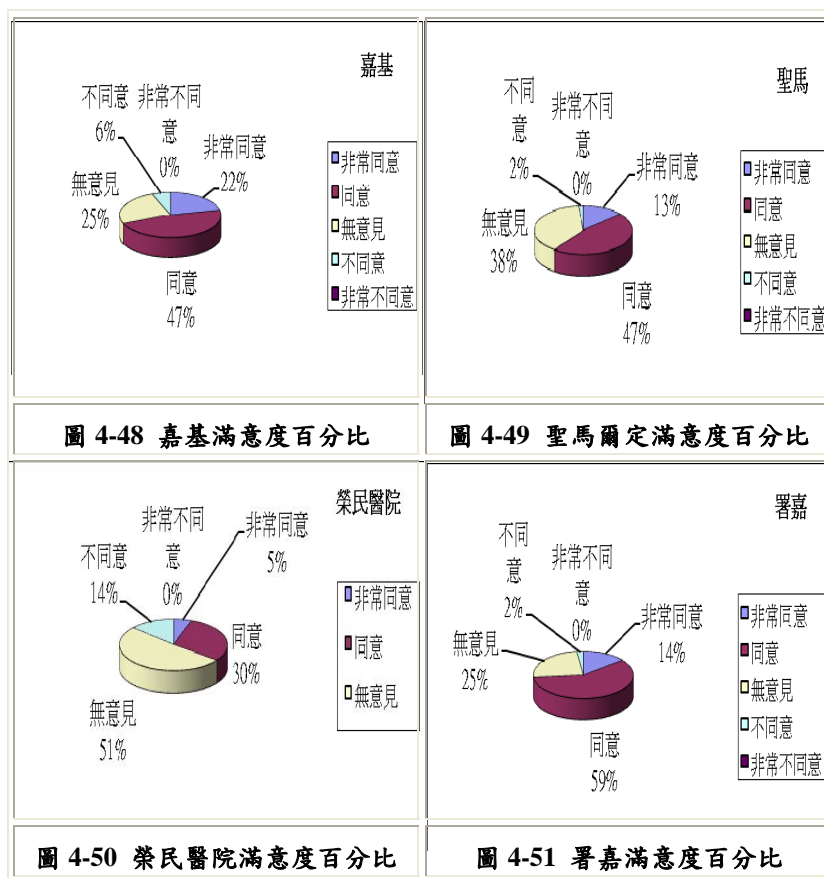 嘉基
不同意
6%
非常不同
意
0%
非常同意
22%
無意見
25%
同意
47%
非常同意
同意
無意見
不同意
非常不同意
圖 4-48 嘉基滿意度百分比
聖馬
不同
意
2%
非常不同
意
0%
非常同意
13%
無意見
38%
同意
47%
非常同意
同意
無意見
不同意
非常不同意
圖 4-49 聖馬爾定滿意度百分比
榮民醫院
非常不同
意
0%
非常同意
5%
不同意
14%
同意
30%
無意見
51%
非常同意
同意
無意見
圖 4-50 榮民醫院滿意度百分比
署嘉
不同
意
2%
非常不同
意
0%
非常同意
14%
無意見
25%
同意
59%
非常同意
同意
無意見
不同意
非常不同意
圖 4-51 署嘉滿意度百分比